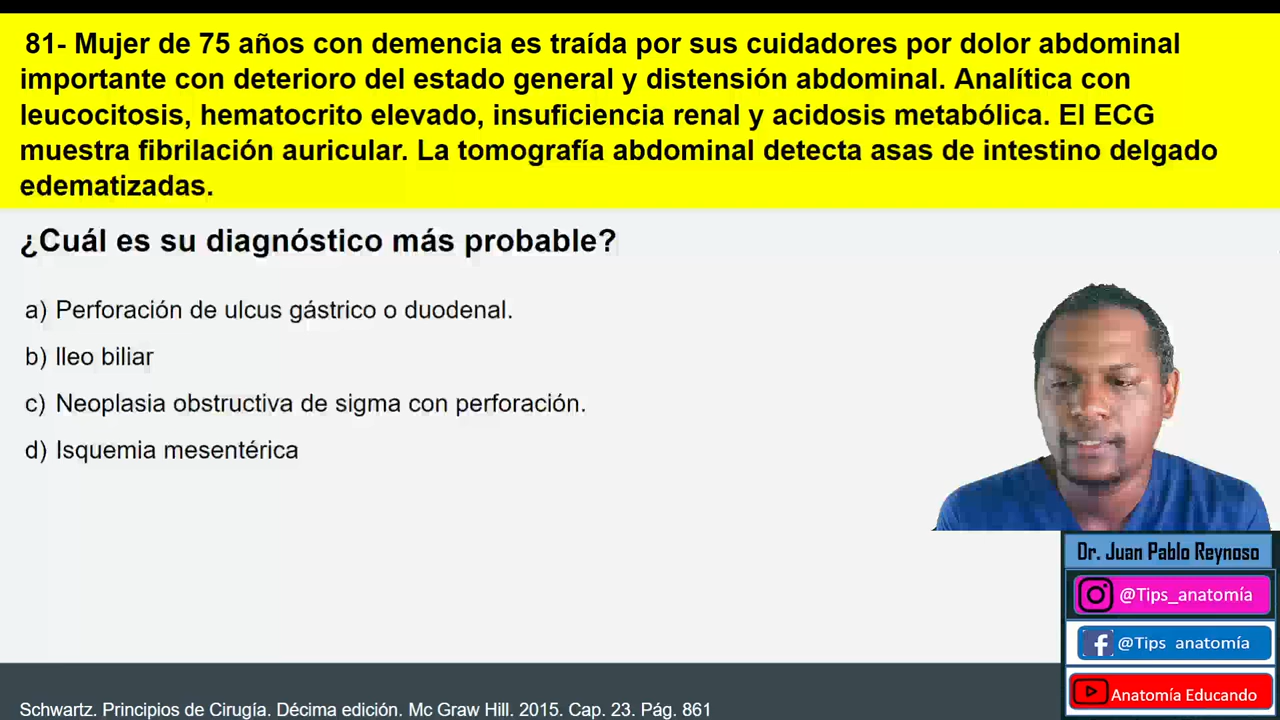 81- Mujer de 75 años con demencia es traída por sus cuidadores por dolor abdominal
importante con deterioro del estado general y distensión abdominal. Analítica con
leucocitosis, hematocrito elevado, insuficiencia renal y acidosis metabólica. El ECG
muestra fibrilación auricular. La tomografía abdominal detecta asas de intestino delgado
edematizadas.
¿Cuál es su diagnóstico más probable?
a) Perforación de ulcus gástrico o duodenal.
b) Ileo biliar
c) Neoplasia obstructiva de sigma con perforación.
d) Isquemia mesentérica
Dr. Juan Pablo Reynoso
@Tips_anatomía
@Tips anatomía
Anatomía Educando
Schwartz. Principios de Cirugía. Décima edición. Mc Graw Hill. 2015. Cap. 23. Pág. 861